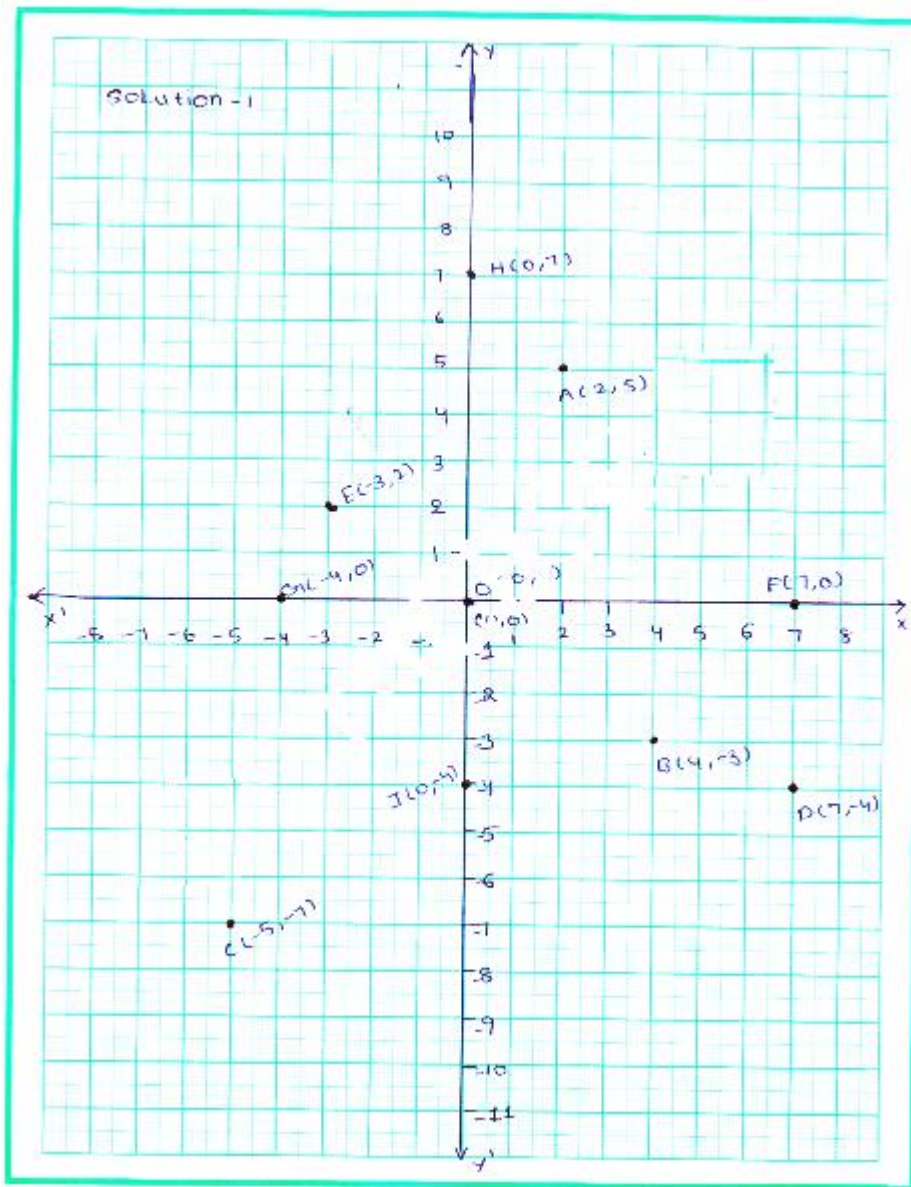 Y
Solution-1
10
9
8
7 H(0,7)
6
5
A(2,5)
4
3
E(-3,2)
2
1
G(-4,0) O F(7,0)
X' X
-8 -7 -6 -5 -4 -3 -2 1 2 3 4 5 6 7 8
-1
-2
-3
B(4,-3)
I(0,-4) -4
D(7,-4)
-5
-6
-7
C(-5,-7)
-8
-9
-10
-11
Y'